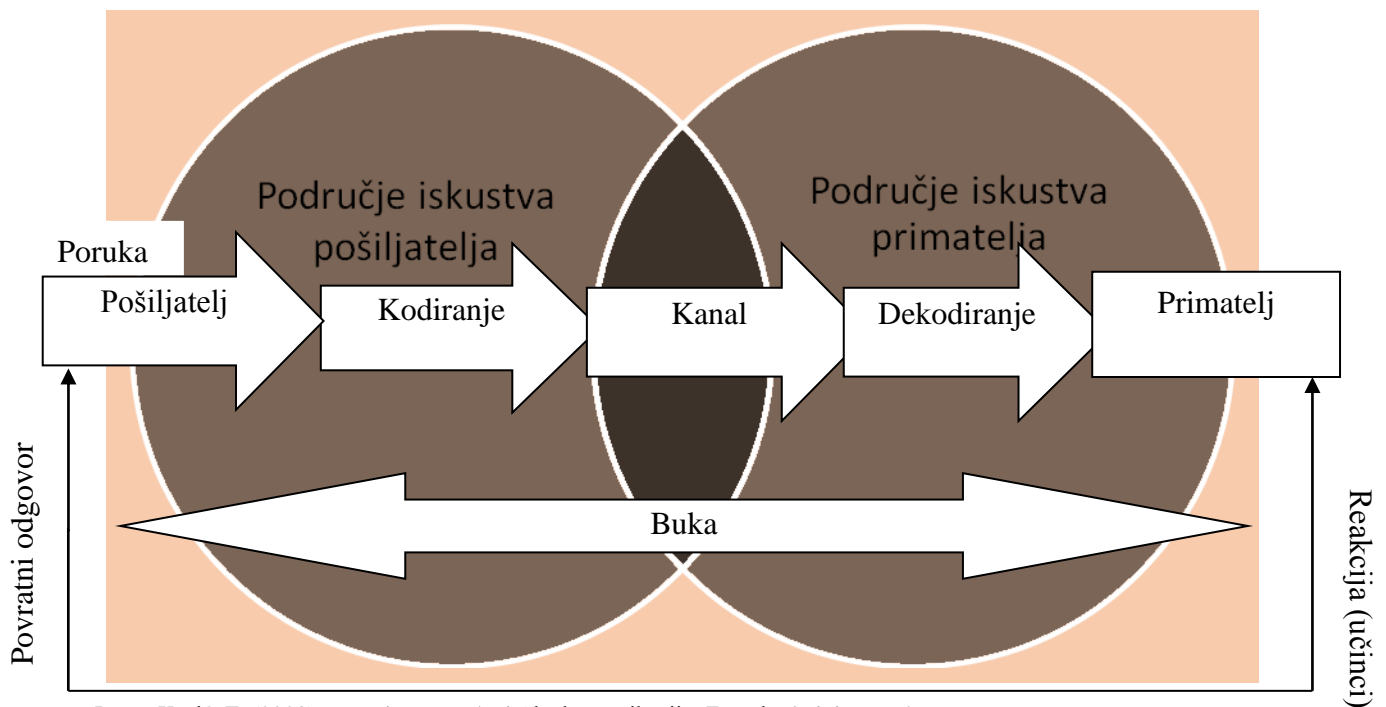 Područje iskustva
pošiljatelja
Područje iskustva
primatelja
Poruka
Pošiljatelj
Kodiranje
Kanal
Dekodiranje
Primatelj
Buka
Povratni odgovor
Reakcija (učinci)